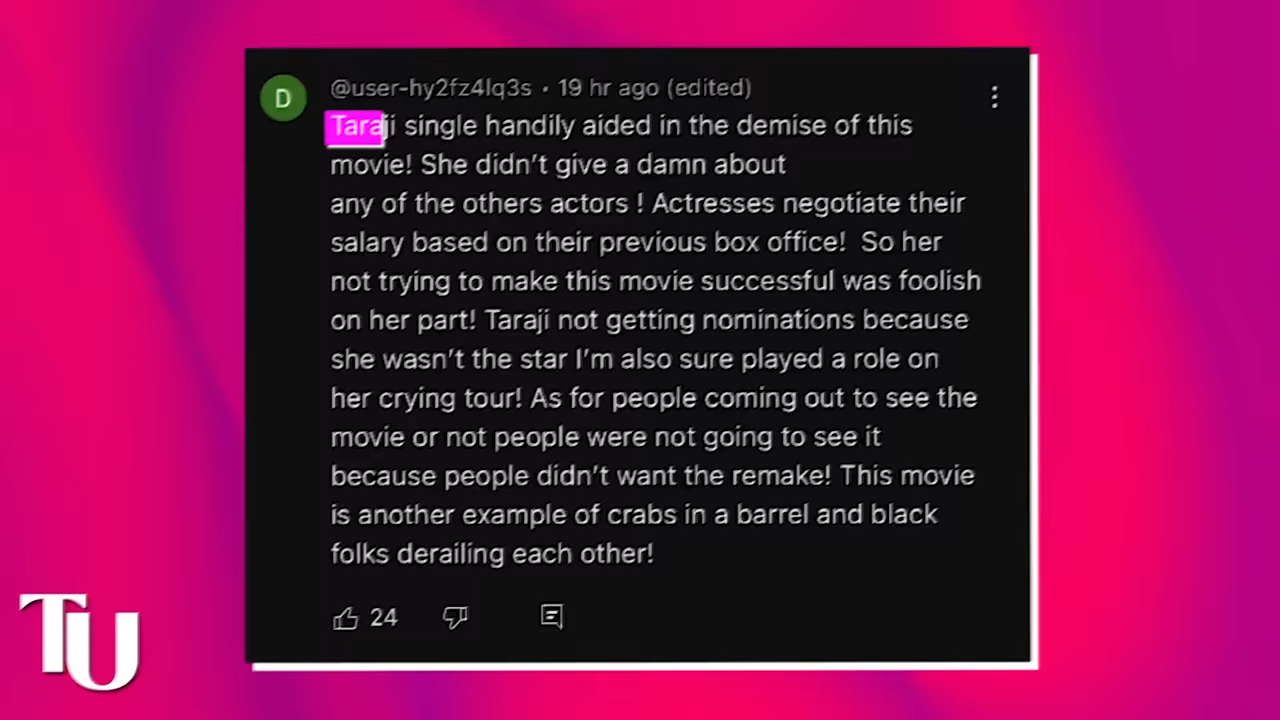 D
@user-hy2fz4lq3s • 19 hr ago (edited)
Taraji single handily aided in the demise of this
movie! She didn't give a damn about
any of the others actors ! Actresses negotiate their
salary based on their previous box office!  So her
not trying to make this movie successful was foolish
on her part! Taraji not getting nominations because
she wasn't the star I'm also sure played a role on
her crying tour! As for people coming out to see the
movie or not people were not going to see it
because people didn't want the remake! This movie
is another example of crabs in a barrel and black
folks derailing each other!
24
TU